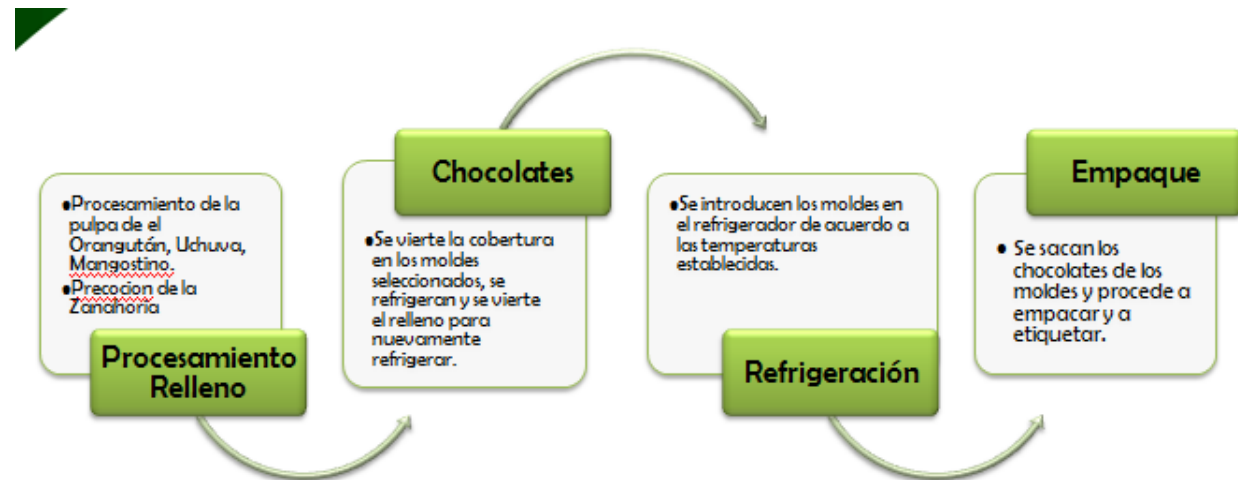 •Procesamiento de la
pulpa de el
Orangután, Uchuva,
Mangostino.
•Precocion de la
Zanahoria
Procesamiento
Relleno
Chocolates
•Se vierte la cobertura
en los moldes
seleccionados, se
refrigeran y se vierte
el relleno para
nuevamente
refrigerar.
•Se introducen los moldes en
el refrigerador de acuerdo a
las temperaturas
establecidas.
Refrigeración
Empaque
• Se sacan los
chocolates de los
moldes y procede a
empacar y a
etiquetar.